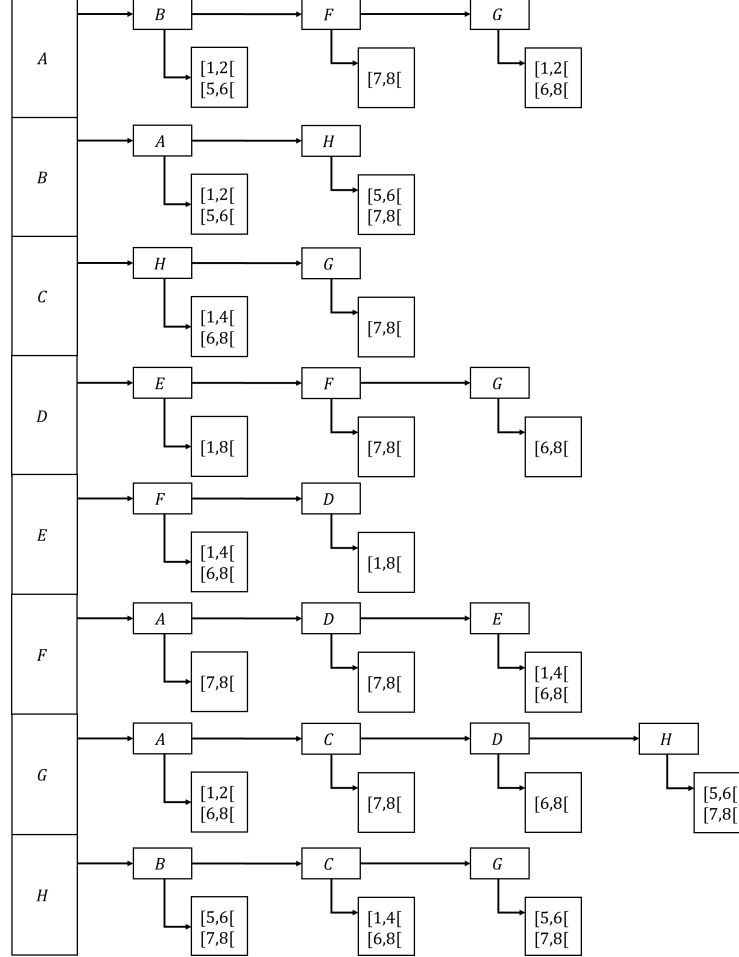 B F G
A
[1,2[
[5,6[
[7,8[
[1,2[
[6,8[
A H
B
[1,2[
[5,6[
[5,6[
[7,8[
H G
C
[1,4[
[6,8[
[7,8[
E F G
D
[1,8[
[7,8[
[6,8[
F D
E
[1,4[
[6,8[
[1,8[
A D E
F
[7,8[
[7,8[
[1,4[
[6,8[
A C D H
G
[1,2[
[6,8[
[7,8[
[6,8[
[5,6[
[7,8[
B C G
H
[5,6[
[7,8[
[1,4[
[6,8[
[5,6[
[7,8[